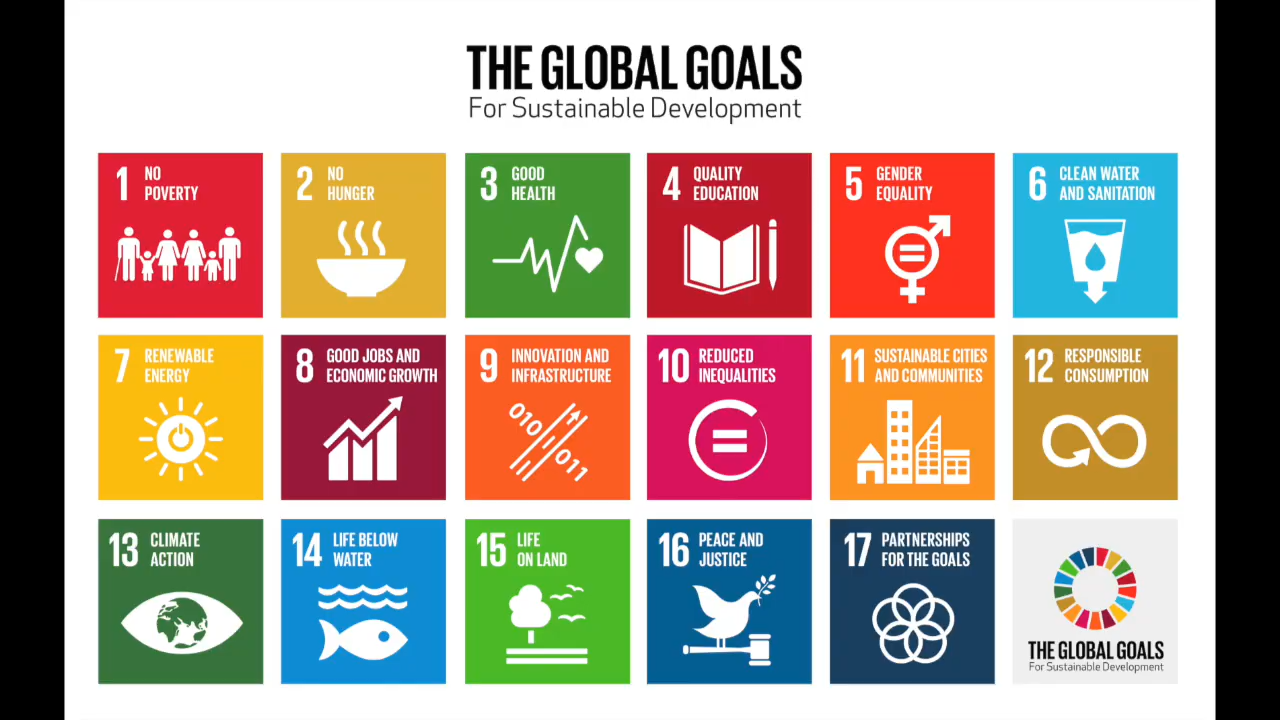 THE GLOBAL GOALS
For Sustainable Development
1 NO
POVERTY
2 NO
HUNGER
3 GOOD
HEALTH
4 QUALITY
EDUCATION
5 GENDER
EQUALITY
6 CLEAN WATER
AND SANITATION
7 RENEWABLE
ENERGY
8 GOOD JOBS AND
ECONOMIC GROWTH
9 INNOVATION AND
INFRASTRUCTURE
010
011
10 REDUCED
INEQUALITIES
11 SUSTAINABLE CITIES
AND COMMUNITIES
12 RESPONSIBLE
CONSUMPTION
13 CLIMATE
ACTION
14 LIFE BELOW
WATER
15 LIFE
ON LAND
16 PEACE AND
JUSTICE
17 PARTNERSHIPS
FOR THE GOALS
THE GLOBAL GOALS
For Sustainable Development